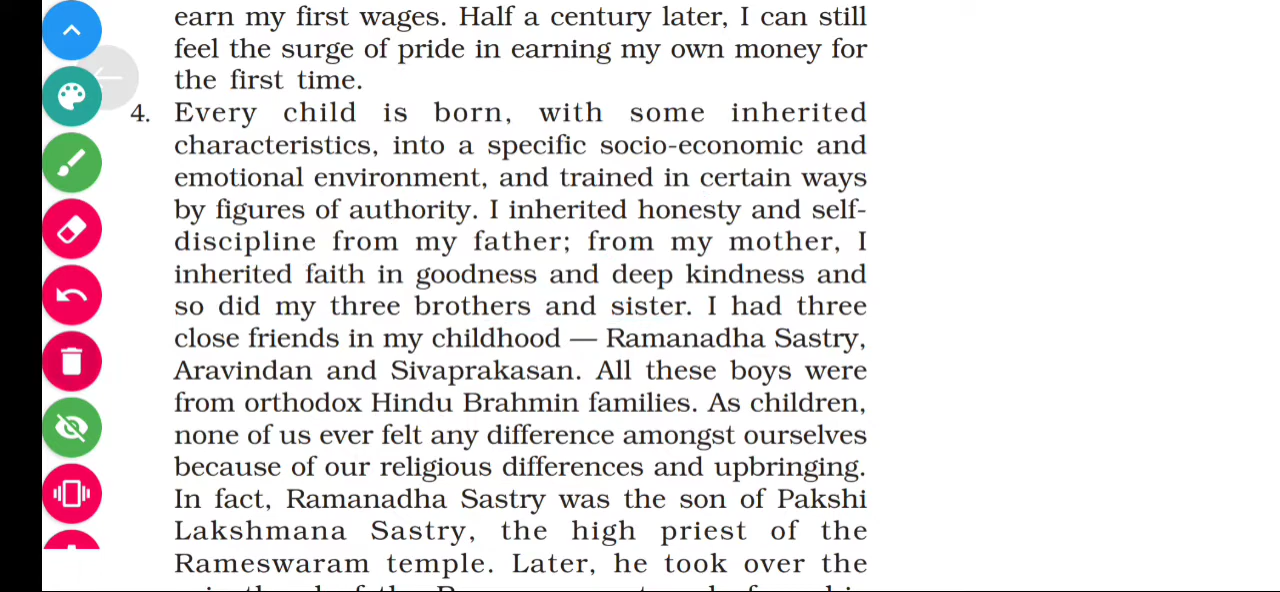 earn my first wages. Half a century later, I can still
feel the surge of pride in earning my own money for
the first time.
4. Every child is born, with some inherited
characteristics, into a specific socio-economic and
emotional environment, and trained in certain ways
by figures of authority. I inherited honesty and self-
discipline from my father; from my mother, I
inherited faith in goodness and deep kindness and
so did my three brothers and sister. I had three
close friends in my childhood — Ramanadha Sastry,
Aravindan and Sivaprakasan. All these boys were
from orthodox Hindu Brahmin families. As children,
none of us ever felt any difference amongst ourselves
because of our religious differences and upbringing.
In fact, Ramanadha Sastry was the son of Pakshi
Lakshmana Sastry, the high priest of the
Rameswaram temple. Later, he took over the